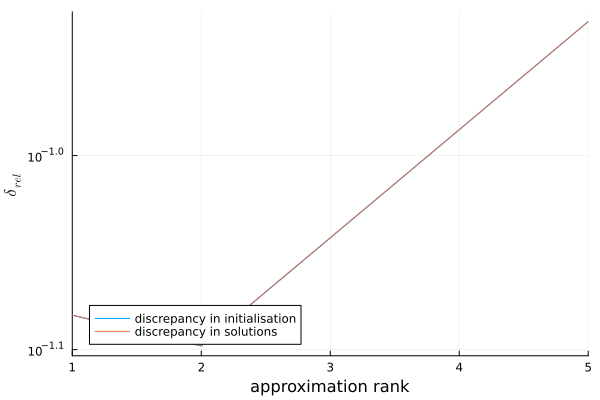 δ_rel
10^−1.0
10^−1.1
discrepancy in initialisation
discrepancy in solutions
1 2 3 4 5
approximation rank